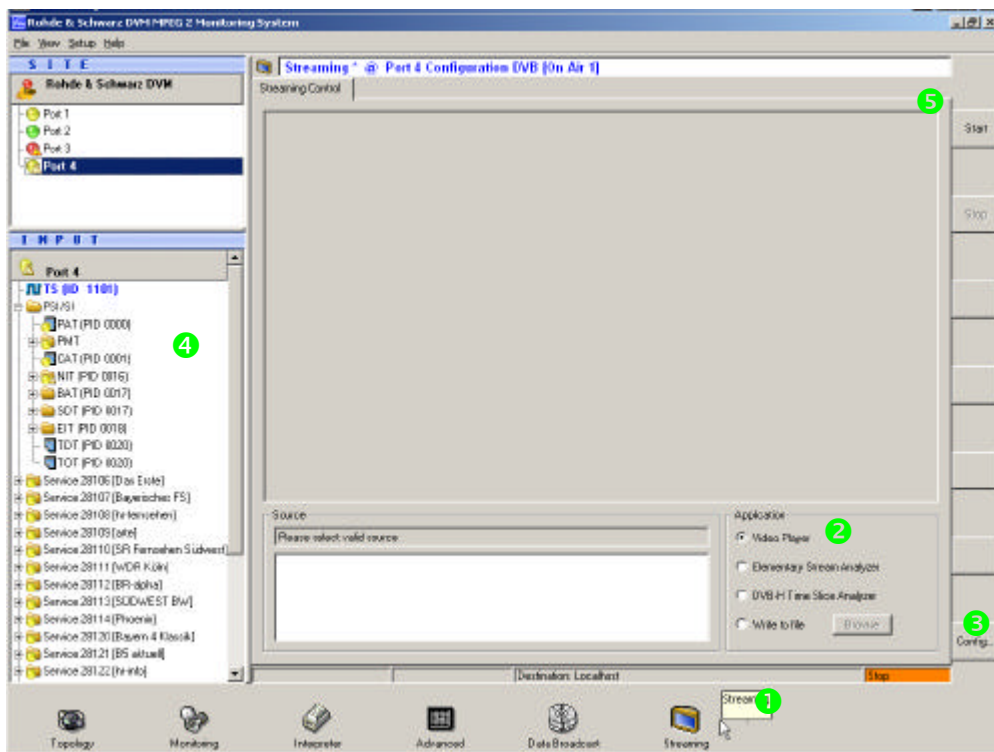 Rohde & Schwarz DVM MPEG 2 Monitoring System
File View Setup Help
SITE
Rohde & Schwarz DVM
Port 1
Port 2
Port 3
Port 4
INPUT
Port 4
TS (ID 1101)
PSI/SI
PAT (PID 0000)
PMT
CAT (PID 0001)
NIT (PID 0016)
BAT (PID 0017)
SDT (PID 0017)
EIT PID 0018)
TDT (PID 0020)
TOT (PID 0020)
Service 28106 [Das Erste]
Service 28107 [Bayerisches FS]
Service 28108 [hr-fernsehen]
Service 28109 [arte]
Service 28110 [SR Fernsehen Südwest]
Service 28111 [WDR Köln]
Service 28112 [BR-alpha]
Service 28113 [SÜDWEST BW]
Service 28114 [Phoenix]
Service 28120 [Bayern 4 Klassik]
Service 28121 [B5 aktuell]
Service 28122 [hr-info]
Streaming * @ Port 4 Configuration DVB [On Air 1]
Streaming Control
5
4
Source
Please select valid source
Application
Video Player
2
Elementary Stream Analyzer
DVB-H Time Slice Analyzer
Write to file
Browse
Destination: Localhost
Stop
Start
Stop
3
Config...
Topology
Monitoring
Interpreter
Advanced
Data Broadcast
Streaming
Stream
1